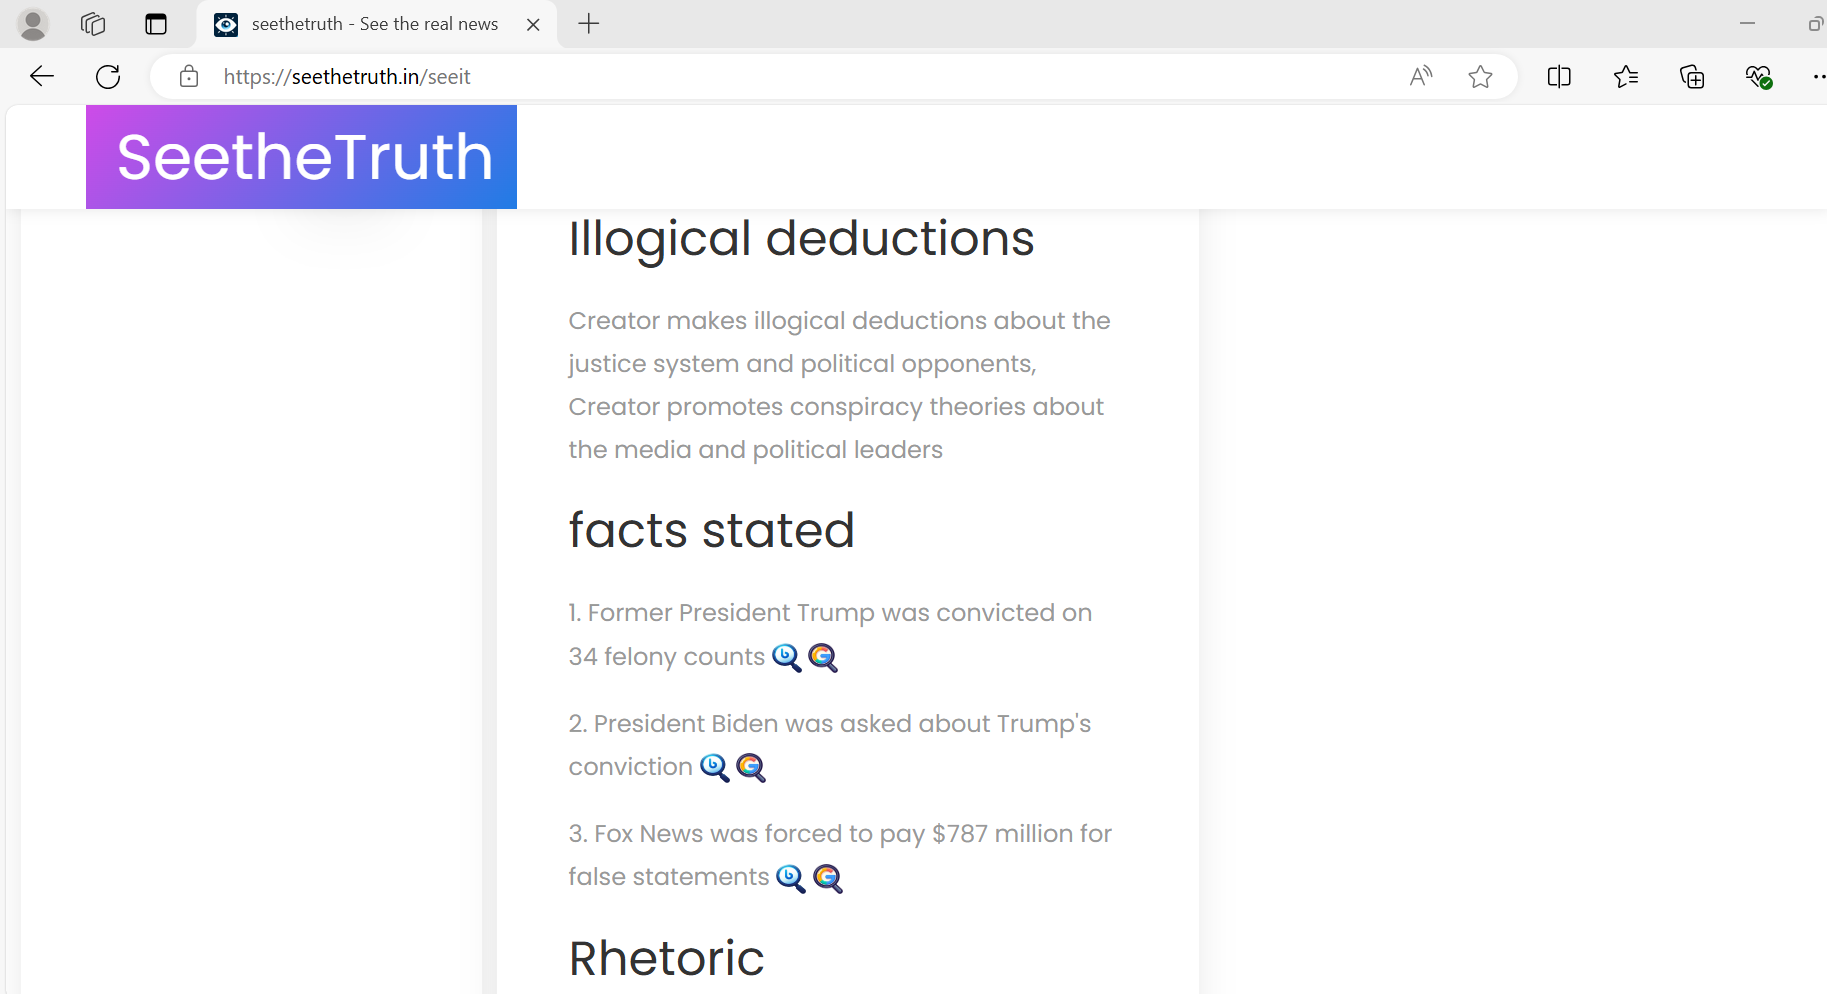 seethetruth - See the real news
https://seethetruth.in/seeit
SeetheTruth
Illogical deductions
Creator makes illogical deductions about the
justice system and political opponents,
Creator promotes conspiracy theories about
the media and political leaders
facts stated
1. Former President Trump was convicted on
34 felony counts
2. President Biden was asked about Trump's
conviction
3. Fox News was forced to pay $787 million for
false statements
Rhetoric